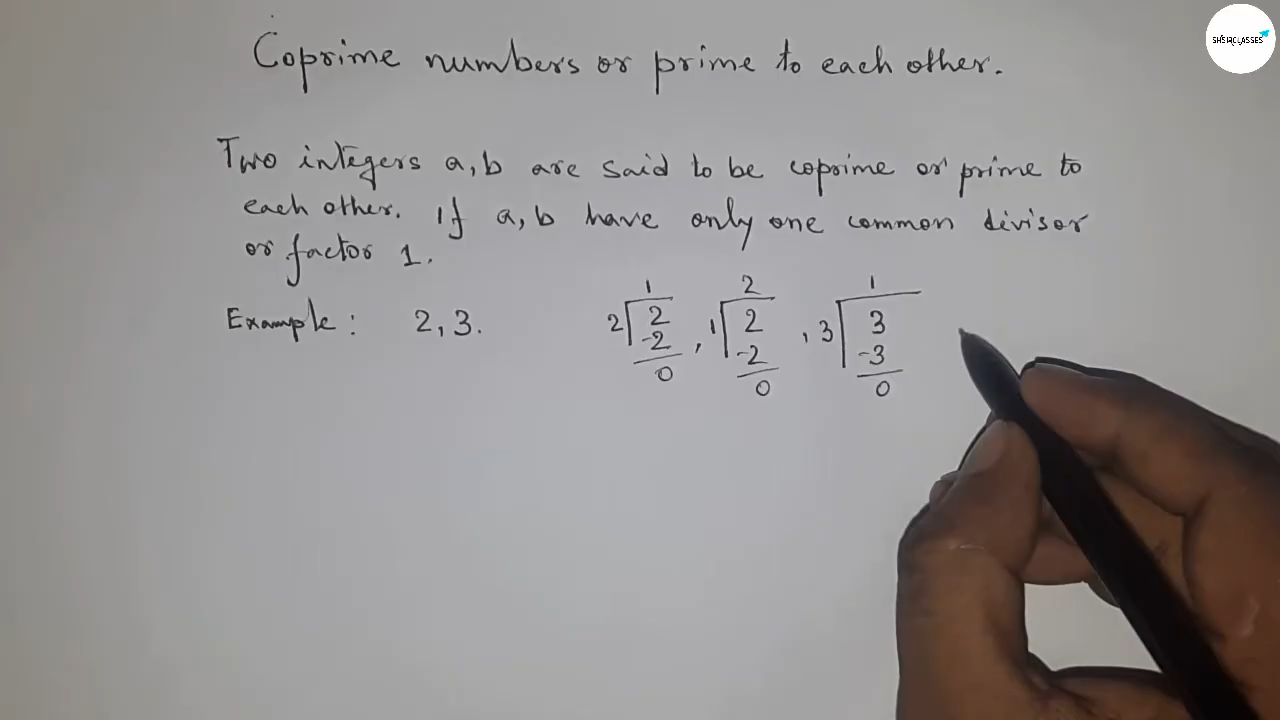 SHSIRCLASSES
Coprime numbers or prime to each other.
Two integers a, b are said to be coprime or prime to
each other. If a, b have only one common divisor
or factor 1.
Example : 2, 3.
1 2 1
2 2 , 1 2 , 3 3
-2 -2 -3
0 0 0